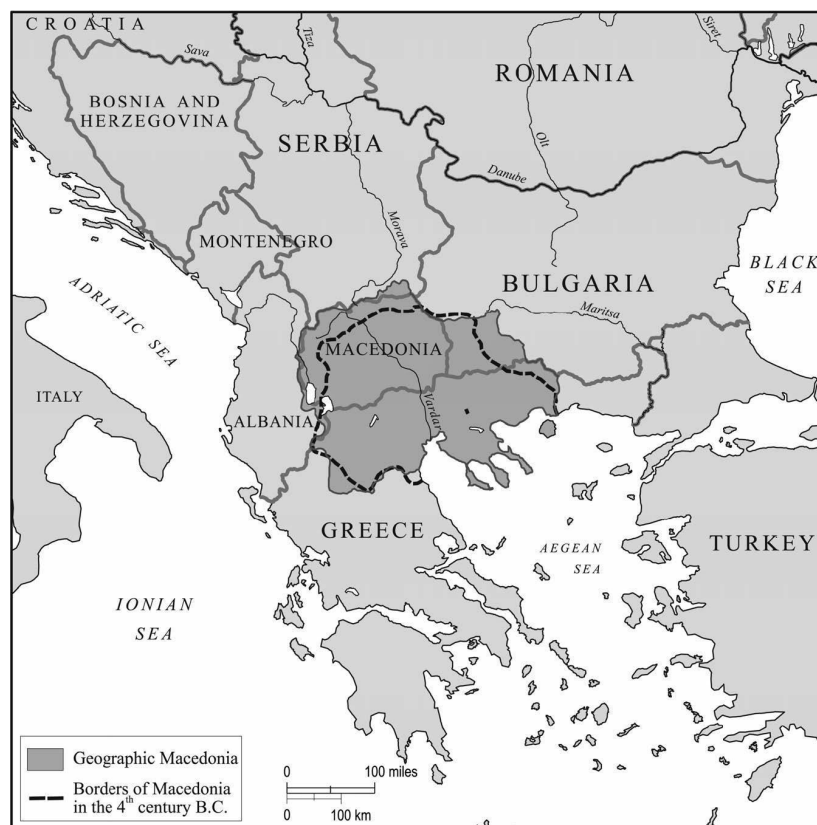 CROATIA
Sava
Tiza
Siret
ROMANIA
BOSNIA AND
HERZEGOVINA
SERBIA
Olt
Danube
Morava
MONTENEGRO
BULGARIA
BLACK
SEA
ADRIATIC SEA
Maritsa
MACEDONIA
ITALY
Vardar
ALBANIA
GREECE
AEGEAN
SEA
TURKEY
IONIAN
SEA
Geographic Macedonia
Borders of Macedonia
in the 4th century B.C.
0 100 miles
0 100 km